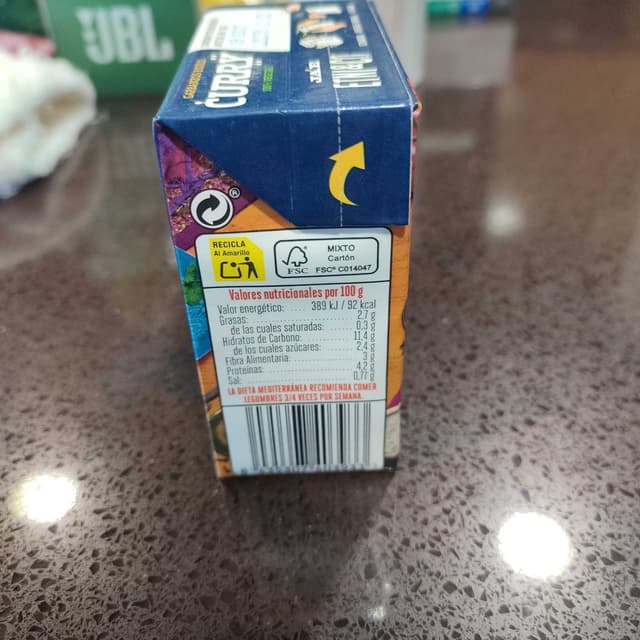 JBL
CURRY
RECICLA
Al Amarillo
MIXTO
Cartón
FSC
FSC® C014047
Valores nutricionales por 100 g
Valor energético: 389 kJ / 92 kcal
Grasas: 2,7 g
de las cuales saturadas: 0,3 g
Hidratos de Carbono: 11,4 g
de los cuales azúcares: 2,4 g
Fibra Alimentaria: 3 g
Proteínas: 4,2 g
Sal: 0,77 g
LA DIETA MEDITERRÁNEA RECOMIENDA COMER
LEGUMBRES 3/4 VECES POR SEMANA.